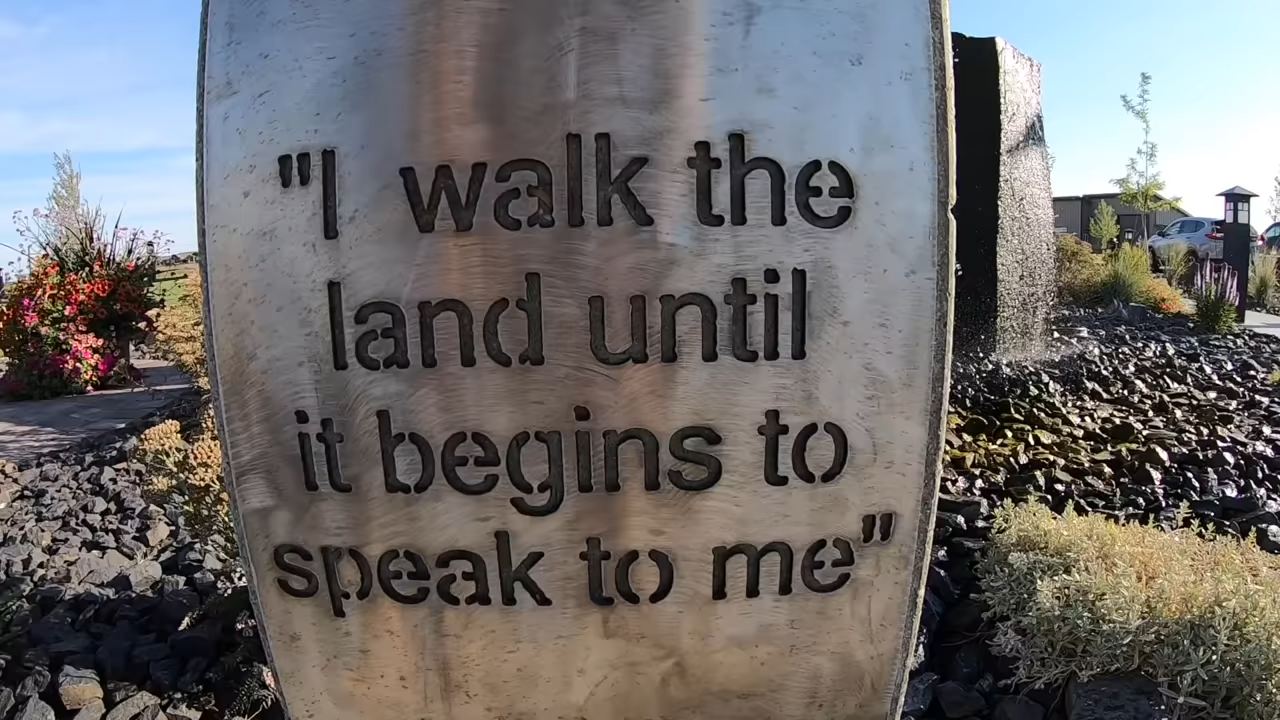 "I walk the
land until
it begins to
speak to me"